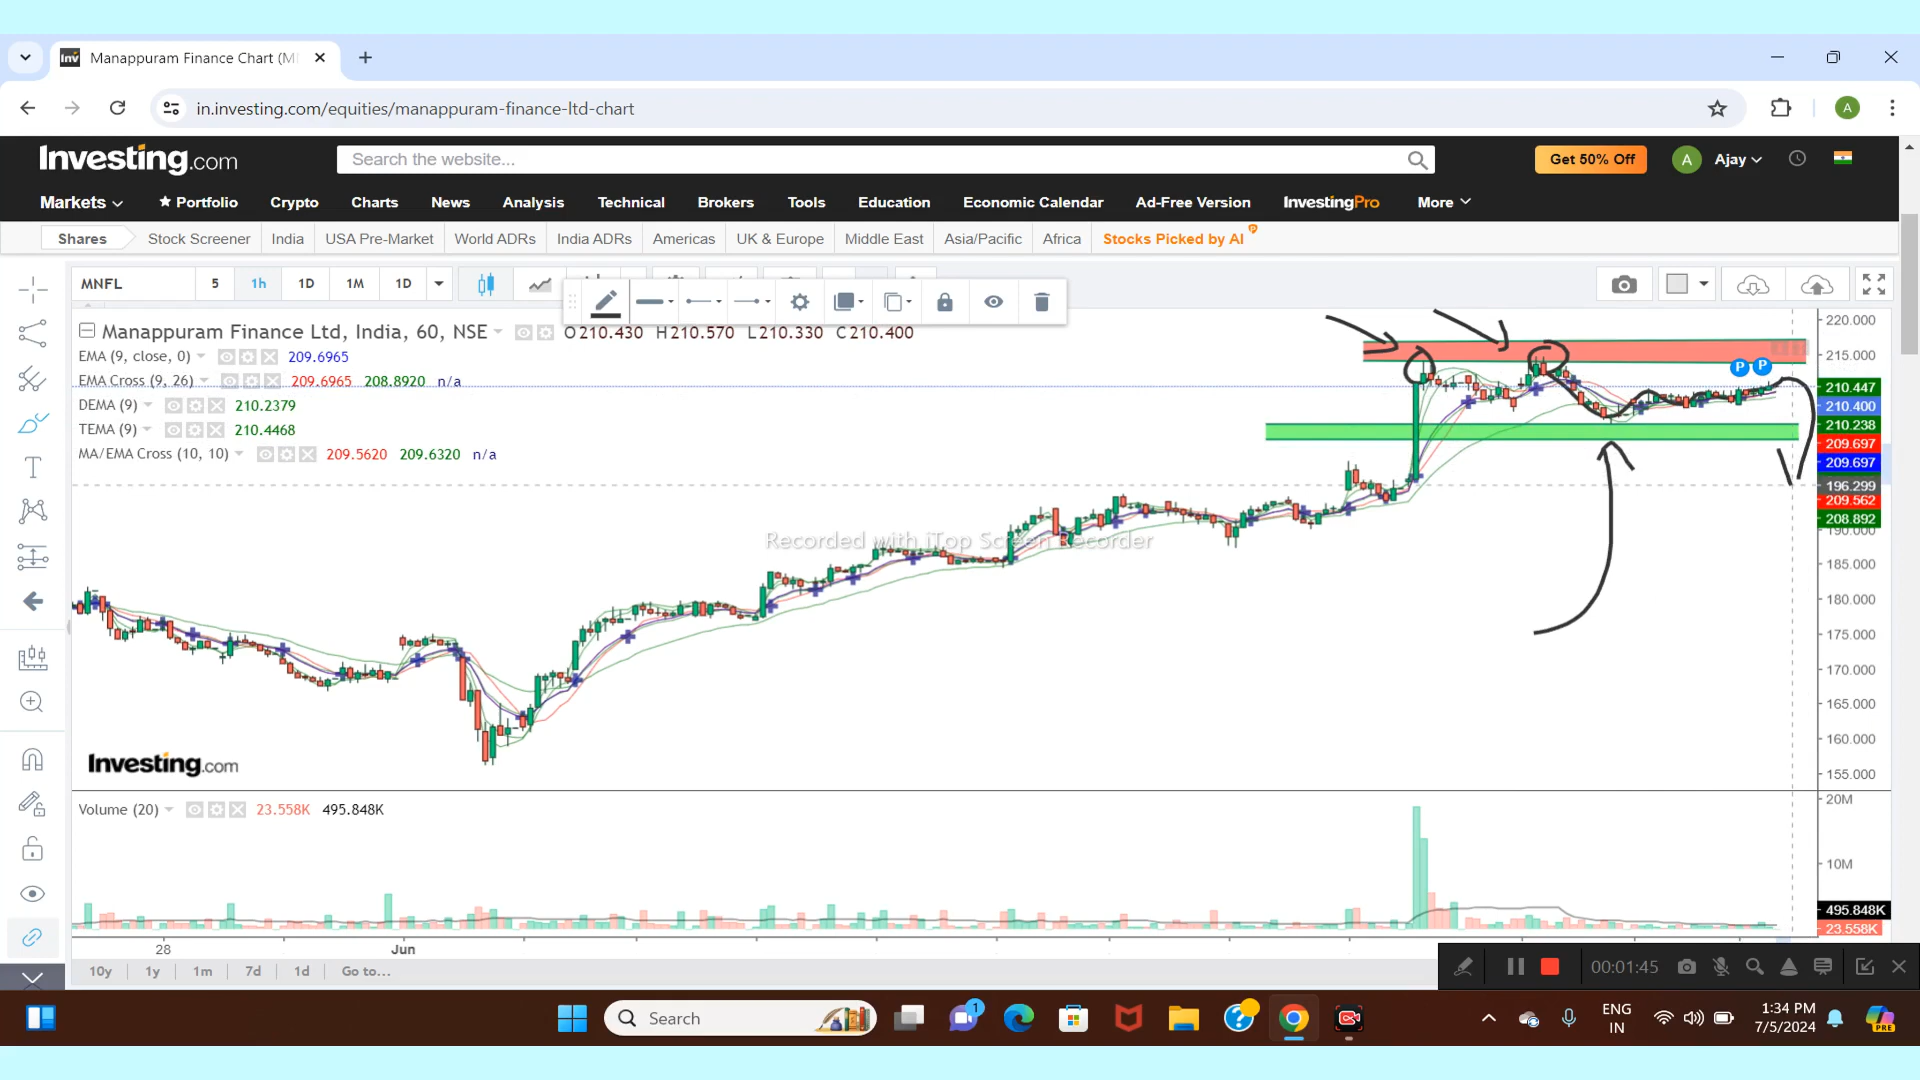 Manappuram Finance Chart (M
in.investing.com/equities/manappuram-finance-ltd-chart
Investing.com
Search the website...
Get 50% Off
A
Ajay
Markets
Portfolio
Crypto
Charts
News
Analysis
Technical
Brokers
Tools
Education
Economic Calendar
Ad-Free Version
InvestingPro
More
Shares
Stock Screener
India
USA Pre-Market
World ADRs
India ADRs
Americas
UK & Europe
Middle East
Asia/Pacific
Africa
Stocks Picked by AI
MNFL
5
1h
1D
1M
1D
Manappuram Finance Ltd, India, 60, NSE
O210.430 H210.570 L210.330 C210.400
EMA (9, close, 0) 209.6965
EMA Cross (9, 26) 209.6965 208.8920 n/a
DEMA (9) 210.2379
TEMA (9) 210.4468
MA/EMA Cross (10, 10) 209.5620 209.6320 n/a
P P
220.000
215.000
210.447
210.400
210.238
209.697
209.697
196.299
209.562
208.892
190.000
185.000
180.000
175.000
170.000
165.000
160.000
155.000
Recorded with iTop Screen Recorder
Investing.com
Volume (20) 23.558K 495.848K
20M
10M
495.848K
23.558K
28
Jun
10y
1y
1m
7d
1d
Go to...
00:01:45
Search
1
ENG
IN
1:34 PM
7/5/2024
PRE